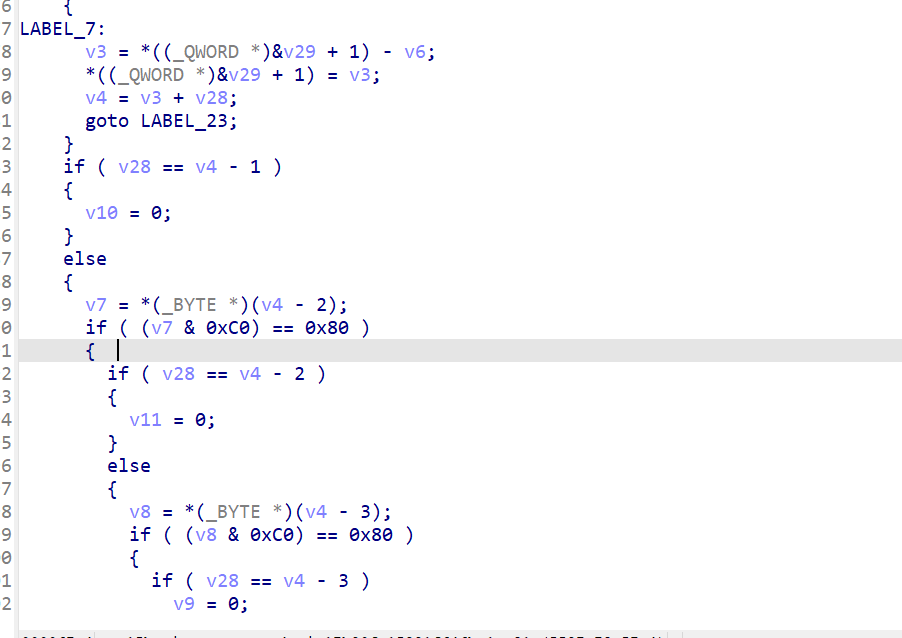 6 {
7 LABEL_7:
8 v3 = *((_QWORD *)&v29 + 1) - v6;
9 *((_QWORD *)&v29 + 1) = v3;
0 v4 = v3 + v28;
1 goto LABEL_23;
2 }
3 if ( v28 == v4 - 1 )
4 {
5 v10 = 0;
6 }
7 else
8 {
9 v7 = *(_BYTE *)(v4 - 2);
0 if ( (v7 & 0xC0) == 0x80 )
1 {
2 if ( v28 == v4 - 2 )
3 {
4 v11 = 0;
5 }
6 else
7 {
8 v8 = *(_BYTE *)(v4 - 3);
9 if ( (v8 & 0xC0) == 0x80 )
0 {
1 if ( v28 == v4 - 3 )
2 v9 = 0;